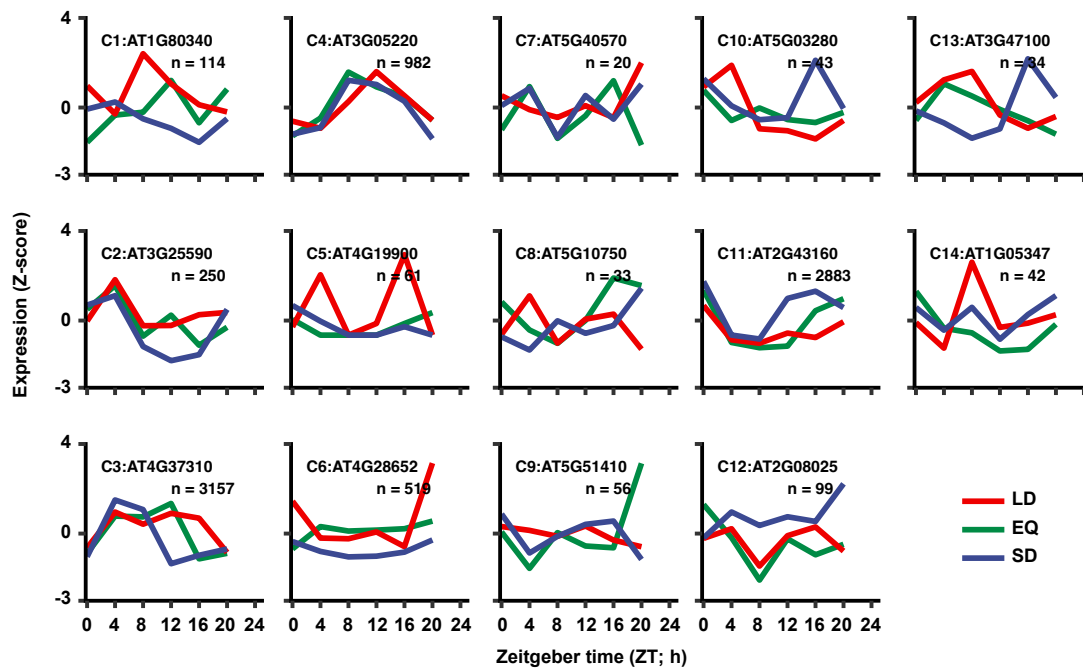 4
0
-3
C1:AT1G80340
n = 114
C4:AT3G05220
n = 982
C7:AT5G40570
n = 20
C10:AT5G03280
n = 43
C13:AT3G47100
n = 34
Expression (Z-score)
4
0
-3
C2:AT3G25590
n = 250
C5:AT4G19900
n = 61
C8:AT5G10750
n = 33
C11:AT2G43160
n = 2883
C14:AT1G05347
n = 42
4
0
-3
C3:AT4G37310
n = 3157
C6:AT4G28652
n = 519
C9:AT5G51410
n = 56
C12:AT2G08025
n = 99
LD
EQ
SD
0 4 8 12 16 20 24
0 4 8 12 16 20 24
0 4 8 12 16 20 24
0 4 8 12 16 20 24
Zeitgeber time (ZT; h)